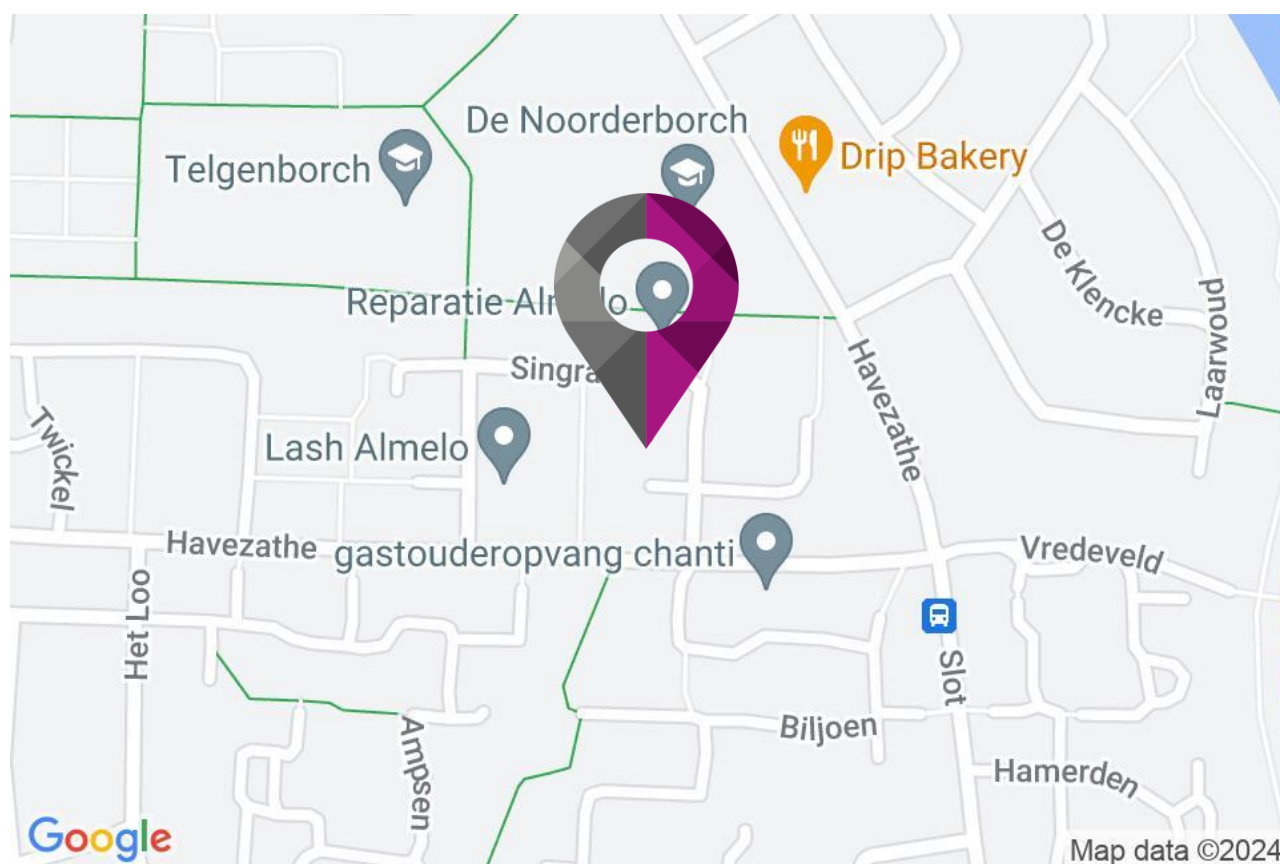 De Noorderborch
Telgenborch
Drip Bakery
De Klencke
Laarwoud
Reparatie
Havezathe
Lash Almelo
Twickel
Havezathe
gastouderopvang chanti
Vredeveld
Het Loo
Slot
Biljoen
Ampsen
Hamerden
Google
Map data ©2024